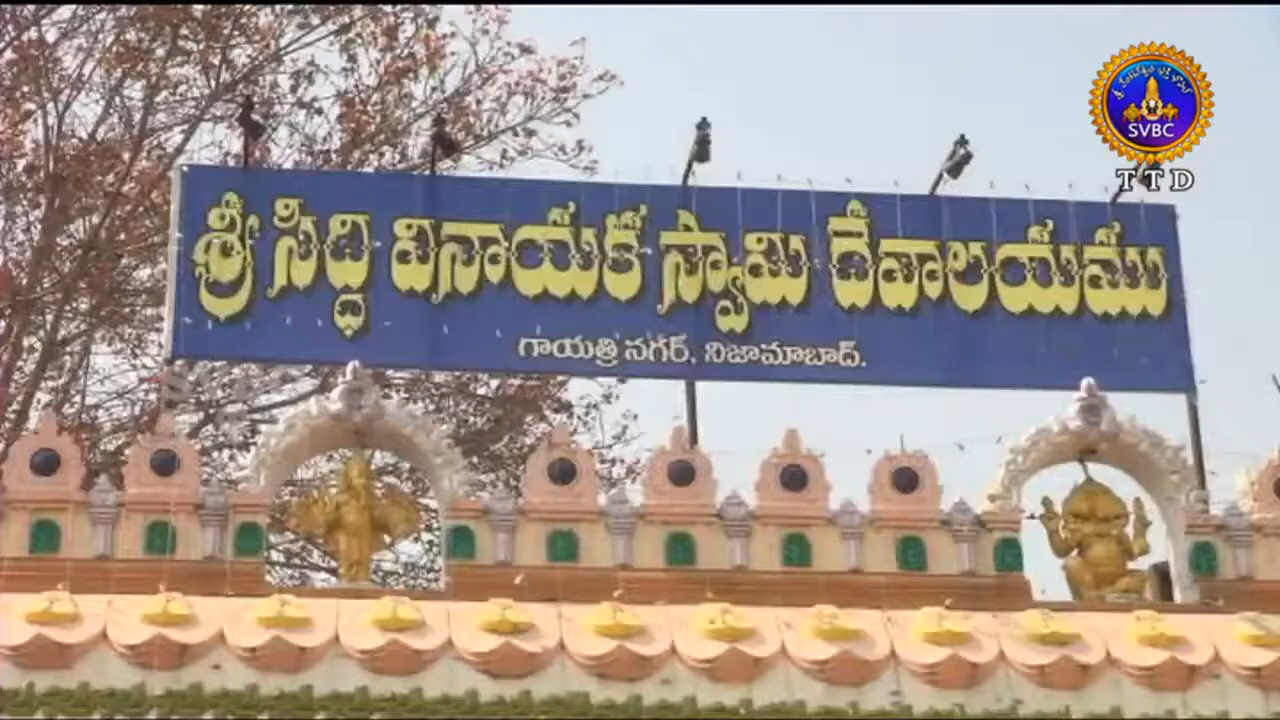 శ్రీ సిద్ధి వినాయక స్వామి దేవాలయము
గాయత్రి నగర్, నిజామాబాద్.
SVBC
TTD